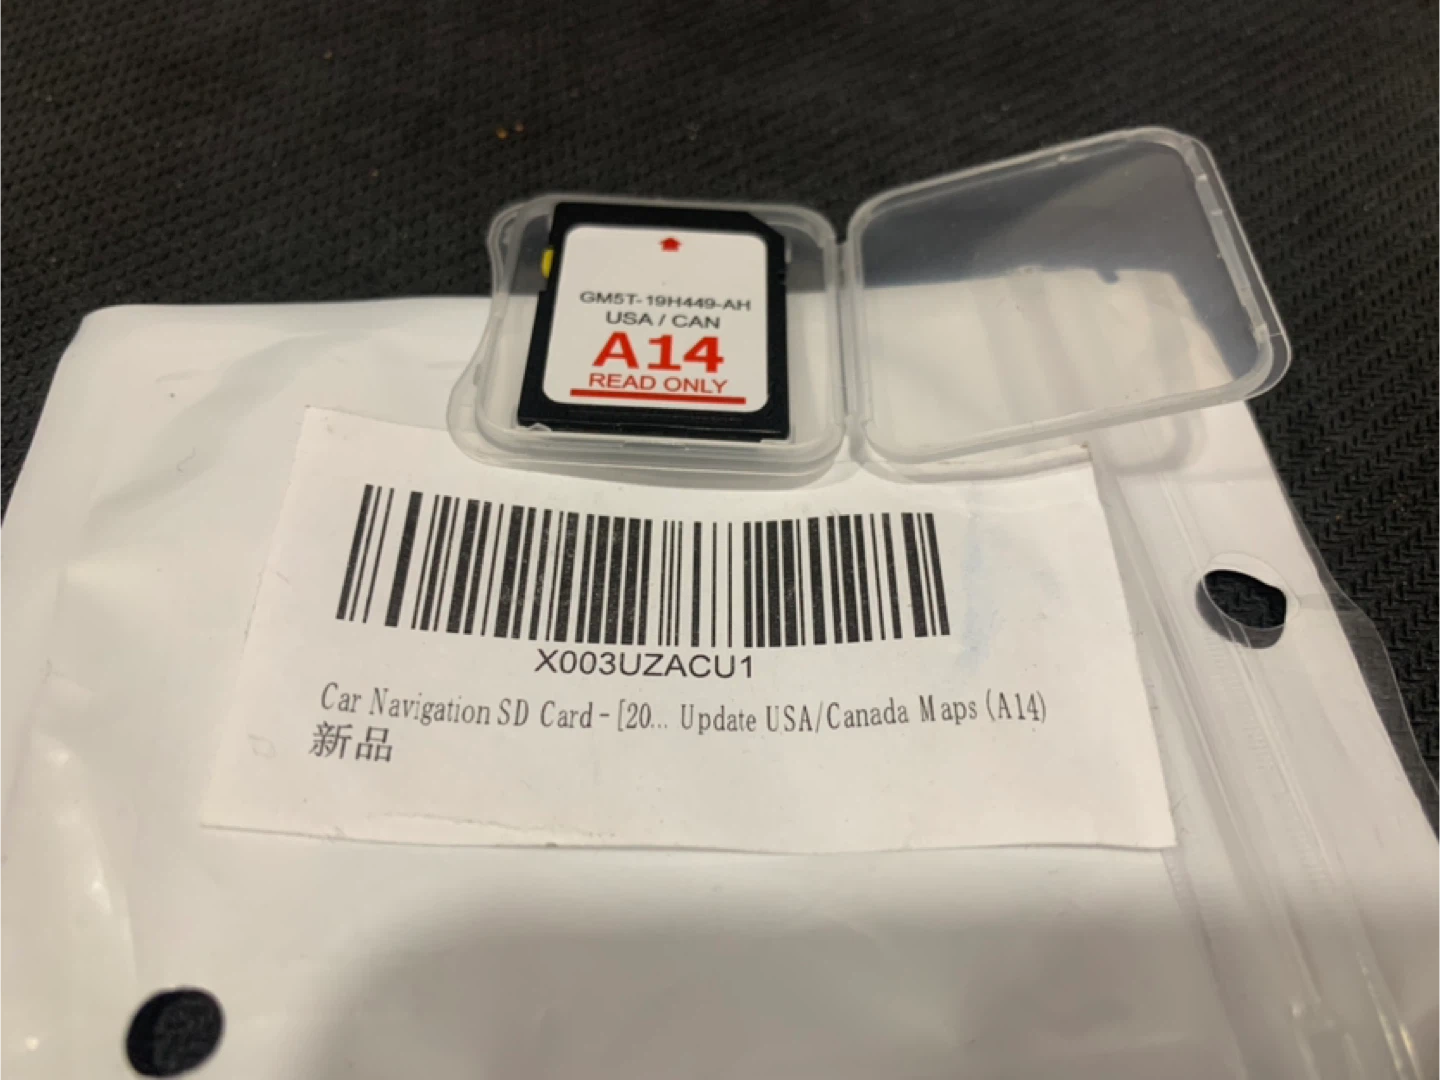 GM5T-19H449-AH
USA / CAN
A14
READ ONLY
X003UZACU1
Car Navigation SD Card - [20... Update USA/Canada Maps (A14)
新品